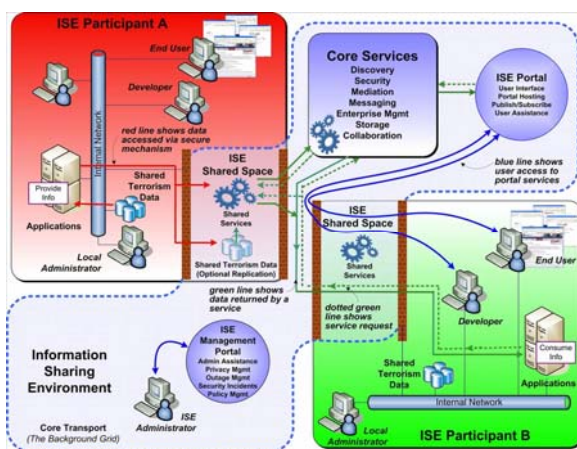 ISE Participant A
End User
Developer
red line shows data
accessed via secure
mechanism
Internal Network
Provide
Info
Applications
Shared
Terrorism
Data
Local
Administrator
ISE
Shared Space
Shared
Services
Shared Terrorism Data
(Optional Replication)
green line shows
data returned by a
service
Core Services
Discovery
Security
Mediation
Messaging
Enterprise Mgmt
Storage
Collaboration
ISE Portal
User Interface
Portal Hosting
Publish/Subscribe
User Assistance
blue line shows
user access to
portal services
ISE
Shared Space
Shared
Services
dotted green
line shows
service request
End User
Developer
Consume
Info
Applications
Shared
Terrorism
Data
Internal Network
Local
Administrator
ISE Participant B
Information
Sharing
Environment
Core Transport
(The Background Grid)
ISE
Management
Portal
Admin Assistance
Privacy Mgmt
Outage Mgmt
Security Incidents
Policy Mgmt
ISE
Administrator